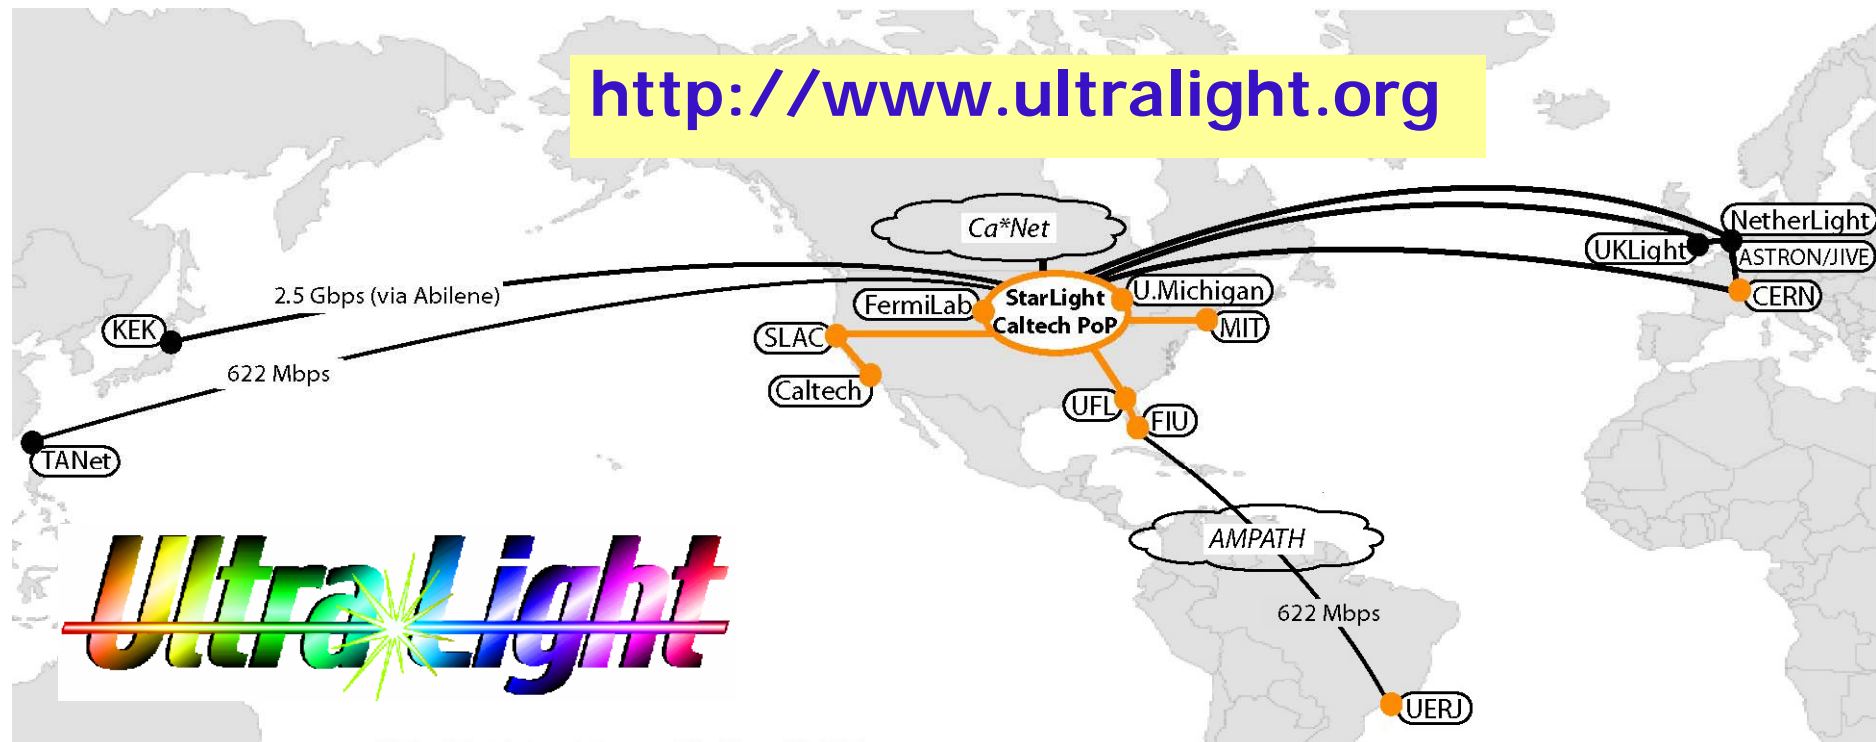 http://www.ultralight.org
Ca*Net
NetherLight
UKLight
ASTRON/JIVE
CERN
2.5 Gbps (via Abilene)
KEK
FermiLab
StarLight
Caltech PoP
U.Michigan
MIT
SLAC
622 Mbps
Caltech
UFL
FIU
TANet
AMPATH
UltraLight
622 Mbps
UERJ